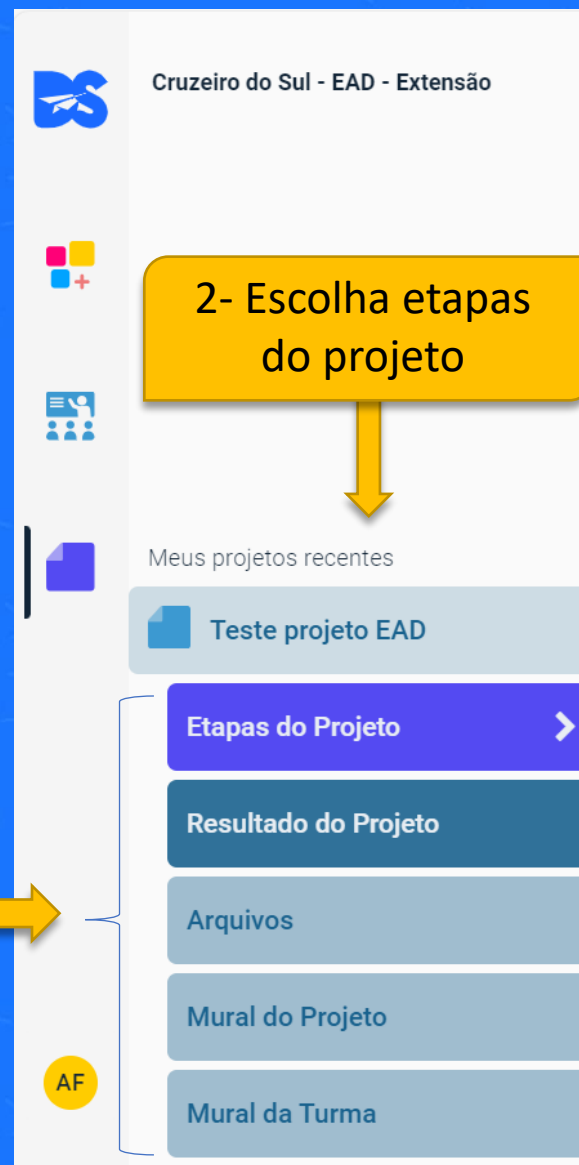 DS
Cruzeiro do Sul - EAD - Extensão
2- Escolha etapas
do projeto
Meus projetos recentes
Teste projeto EAD
Etapas do Projeto
Resultado do Projeto
Arquivos
Mural do Projeto
AF
Mural da Turma